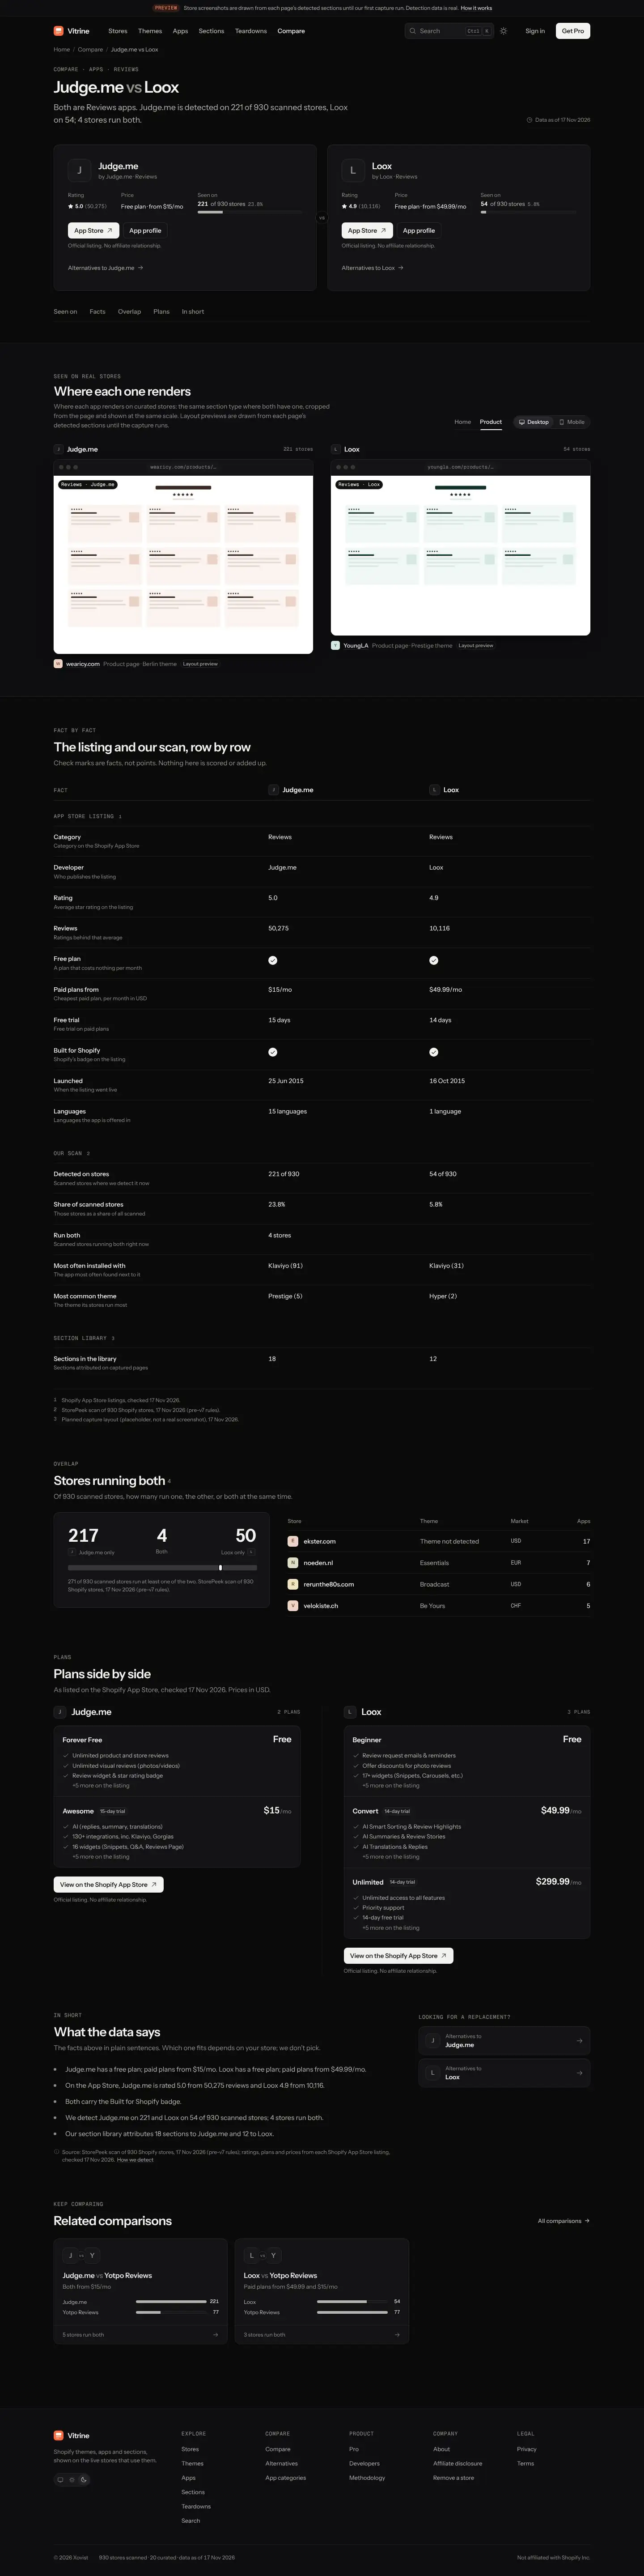 PREVIEW Store screenshots are drawn from each page's detected sections until our first capture run. Detection data is real. How it works
Vitrine Stores Themes Apps Sections Teardowns Compare Search Ctrl K Sign in Get Pro
Home / Compare / Judge.me vs Loox
COMPARE · APPS · REVIEWS
Judge.me vs Loox
Both are Reviews apps. Judge.me is detected on 221 of 930 scanned stores, Loox
on 54; 4 stores run both.
Data as of 17 Nov 2026
J Judge.me
by Judge.me · Reviews
Rating Price Seen on
5.0 (50,275) Free plan · from $15/mo 221 of 930 stores 23.8%
App Store App profile
Official listing. No affiliate relationship.
Alternatives to Judge.me
vs
L Loox
by Loox · Reviews
Rating Price Seen on
4.9 (10,116) Free plan · from $49.99/mo 54 of 930 stores 5.8%
App Store App profile
Official listing. No affiliate relationship.
Alternatives to Loox
Seen on Facts Overlap Plans In short
SEEN ON REAL STORES
Where each one renders
Where each app renders on curated stores: the same section type where both have one, cropped
from the page and shown at the same scale. Layout previews are drawn from each page's
detected sections until the capture runs.
Home Product Desktop Mobile
J Judge.me 221 stores
wearicy.com/products/…
Reviews · Judge.me
wearicy.com Product page · Berlin theme Layout preview
L Loox 54 stores
youngla.com/products/…
Reviews · Loox
Y YoungLA Product page · Prestige theme Layout preview
FACT BY FACT
The listing and our scan, row by row
Check marks are facts, not points. Nothing here is scored or added up.
FACT J Judge.me L Loox
APP STORE LISTING 1
Category Reviews Reviews
Category on the Shopify App Store
Developer Judge.me Loox
Who publishes the listing
Rating 5.0 4.9
Average star rating on the listing
Reviews 50,275 10,116
Ratings behind that average
Free plan
A plan that costs nothing per month
Paid plans from $15/mo $49.99/mo
Cheapest paid plan, per month in USD
Free trial 15 days 14 days
Free trial on paid plans
Built for Shopify
Shopify's badge on the listing
Launched 25 Jun 2015 16 Oct 2015
When the listing went live
Languages 15 languages 1 language
Languages the app is offered in
OUR SCAN 2
Detected on stores 221 of 930 54 of 930
Scanned stores where we detect it now
Share of scanned stores 23.8% 5.8%
Those stores as a share of all scanned
Run both 4 stores
Scanned stores running both right now
Most often installed with Klaviyo (91) Klaviyo (31)
The app most often found next to it
Most common theme Prestige (5) Hyper (2)
The theme its stores run most
SECTION LIBRARY 3
Sections in the library 18 12
Sections attributed on captured pages
1 Shopify App Store listings, checked 17 Nov 2026.
2 StorePeek scan of 930 Shopify stores, 17 Nov 2026 (pre-v7 rules).
3 Planned capture layout (placeholder, not a real screenshot), 17 Nov 2026.
OVERLAP
Stores running both 4
Of 930 scanned stores, how many run one, the other, or both at the same time.
217 4 50
J Judge.me only Both Loox only
271 of 930 scanned stores run at least one of the two. StorePeek scan of 930
Shopify stores, 17 Nov 2026 (pre-v7 rules).
Store Theme Market Apps
E ekster.com Theme not detected USD 17
N noeden.nl Essentials EUR 7
R rerunthe80s.com Broadcast USD 6
V velokiste.ch Be Yours CHF 5
PLANS
Plans side by side
As listed on the Shopify App Store, checked 17 Nov 2026. Prices in USD.
J Judge.me 2 PLANS
Forever Free Free
Unlimited product and store reviews
Unlimited visual reviews (photos/videos)
Review widget & star rating badge
+5 more on the listing
Awesome 15-day trial $15/mo
AI (replies, summary, translations)
130+ integrations, inc. Klaviyo, Gorgias
16 widgets (Snippets, Q&A, Reviews Page)
+5 more on the listing
View on the Shopify App Store
Official listing. No affiliate relationship.
L Loox 3 PLANS
Beginner Free
Review request emails & reminders
Offer discounts for photo reviews
17+ widgets (Snippets, Carousels, etc.)
+5 more on the listing
Convert 14-day trial $49.99/mo
AI Smart Sorting & Review Highlights
AI Summaries & Review Stories
AI Translations & Replies
+5 more on the listing
Unlimited 14-day trial $299.99/mo
Unlimited access to all features
Priority support
14-day free trial
+5 more on the listing
View on the Shopify App Store
Official listing. No affiliate relationship.
IN SHORT
What the data says
The facts above in plain sentences. Which one fits depends on your store; we don't pick.
Judge.me has a free plan; paid plans from $15/mo. Loox has a free plan; paid plans from $49.99/mo.
On the App Store, Judge.me is rated 5.0 from 50,275 reviews and Loox 4.9 from 10,116.
Both carry the Built for Shopify badge.
We detect Judge.me on 221 and Loox on 54 of 930 scanned stores; 4 stores run both.
Our section library attributes 18 sections to Judge.me and 12 to Loox.
Source: StorePeek scan of 930 Shopify stores, 17 Nov 2026 (pre-v7 rules); ratings, plans and prices from each Shopify App Store listing,
checked 17 Nov 2026. How we detect
LOOKING FOR A REPLACEMENT?
J Alternatives to
Judge.me
L Alternatives to
Loox
KEEP COMPARING
Related comparisons
All comparisons
J vs Y
Judge.me vs Yotpo Reviews
Both from $15/mo
Judge.me 221
Yotpo Reviews 77
5 stores run both
L vs Y
Loox vs Yotpo Reviews
Paid plans from $49.99 and $15/mo
Loox 54
Yotpo Reviews 77
3 stores run both
Vitrine
Shopify themes, apps and sections,
shown on the live stores that use them.
EXPLORE
Stores
Themes
Apps
Sections
Teardowns
Search
COMPARE
Compare
Alternatives
App categories
PRODUCT
Pro
Developers
Methodology
COMPANY
About
Affiliate disclosure
Remove a store
LEGAL
Privacy
Terms
© 2026 Xovist 930 stores scanned · 20 curated · data as of 17 Nov 2026 Not affiliated with Shopify Inc.